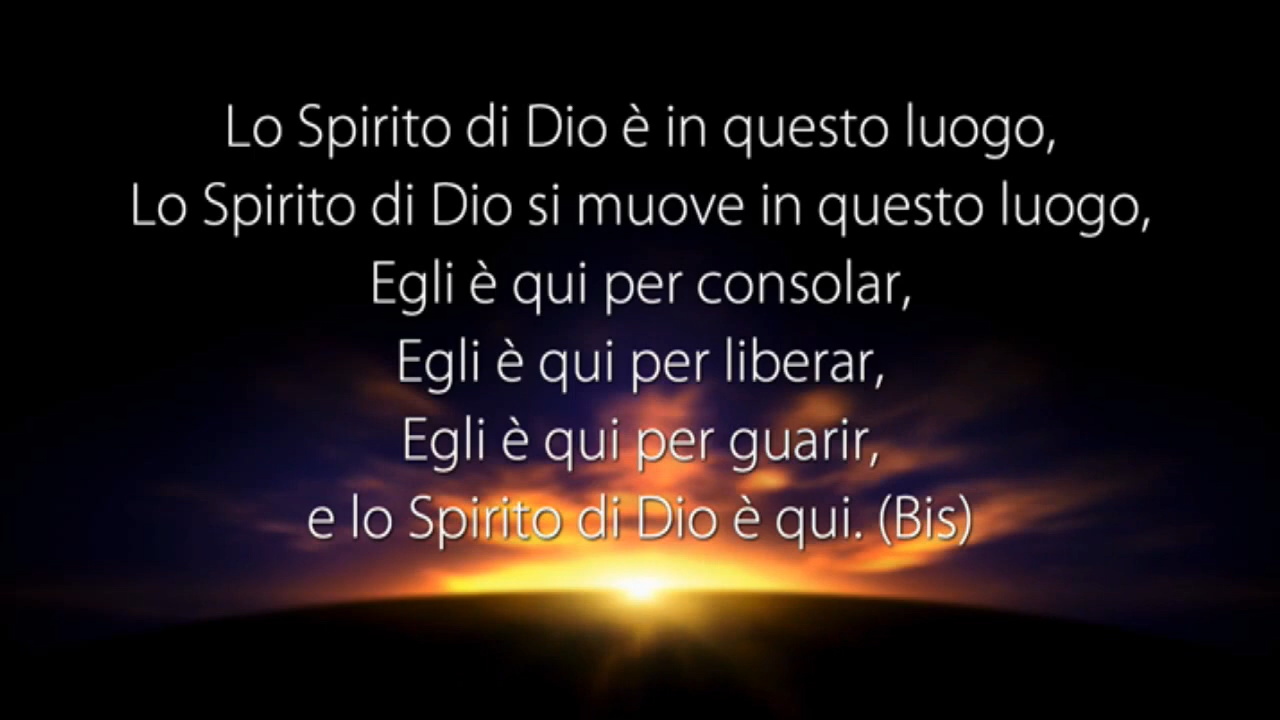 Lo Spirito di Dio è in questo luogo,
Lo Spirito di Dio si muove in questo luogo,
Egli è qui per consolar,
Egli è qui per liberar,
Egli è qui per guarir,
e lo Spirito di Dio è qui. (Bis)